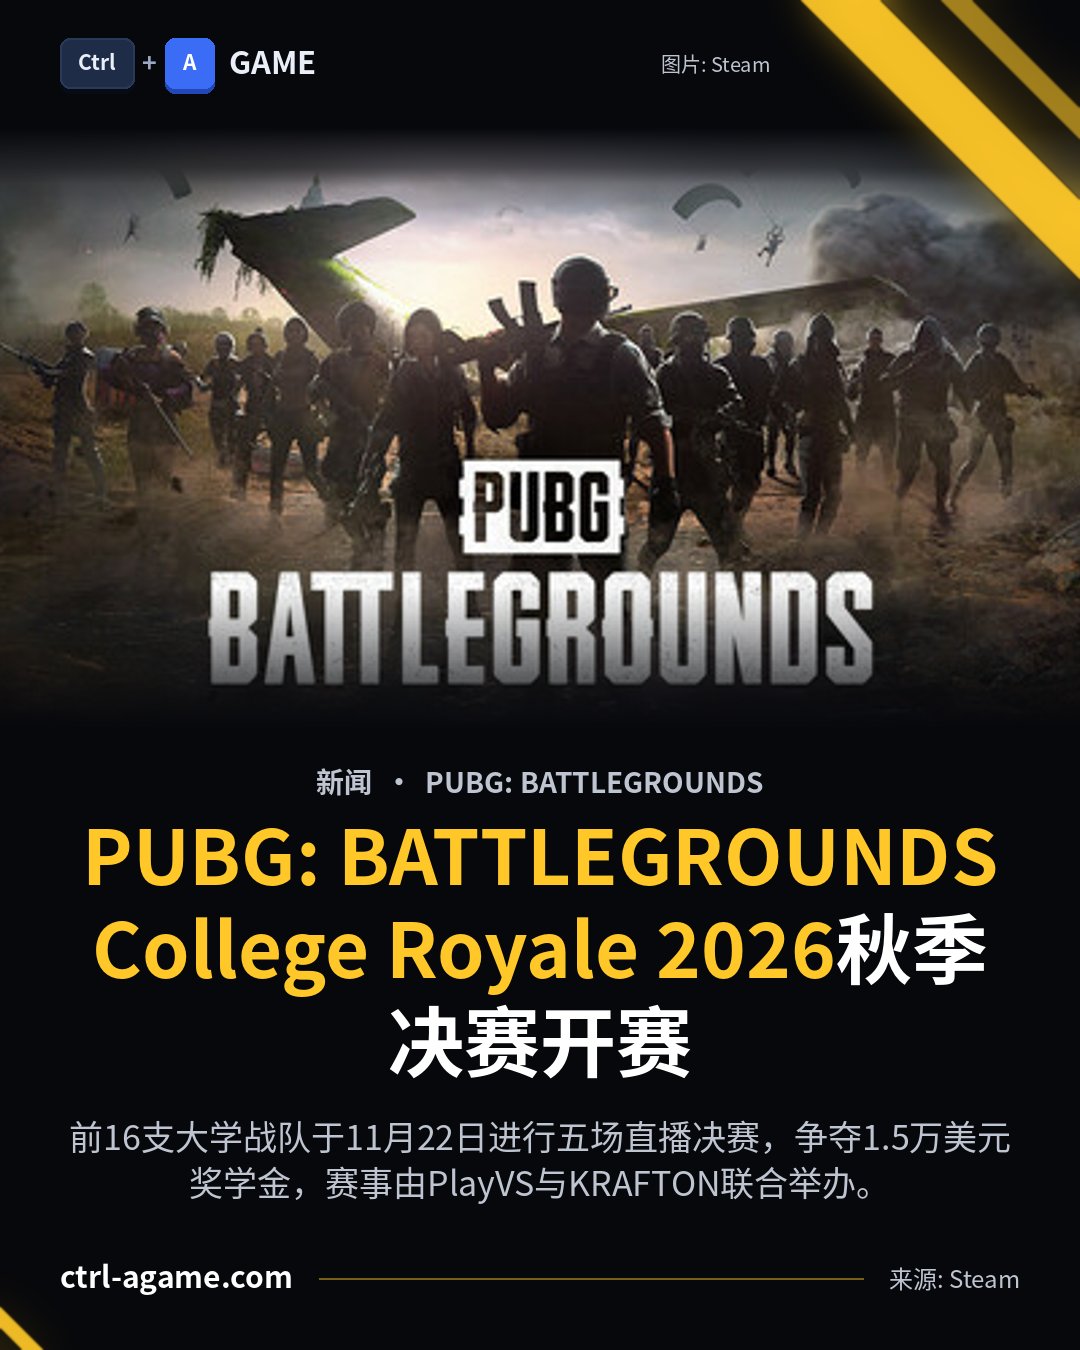 Ctrl + A GAME
图片: Steam
PUBG
BATTLEGROUNDS
新闻 • PUBG: BATTLEGROUNDS
PUBG: BATTLEGROUNDS
College Royale 2026秋季
决赛开赛
前16支大学战队于11月22日进行五场直播决赛，争夺1.5万美元
奖学金，赛事由PlayVS与KRAFTON联合举办。
ctrl-agame.com
来源: Steam